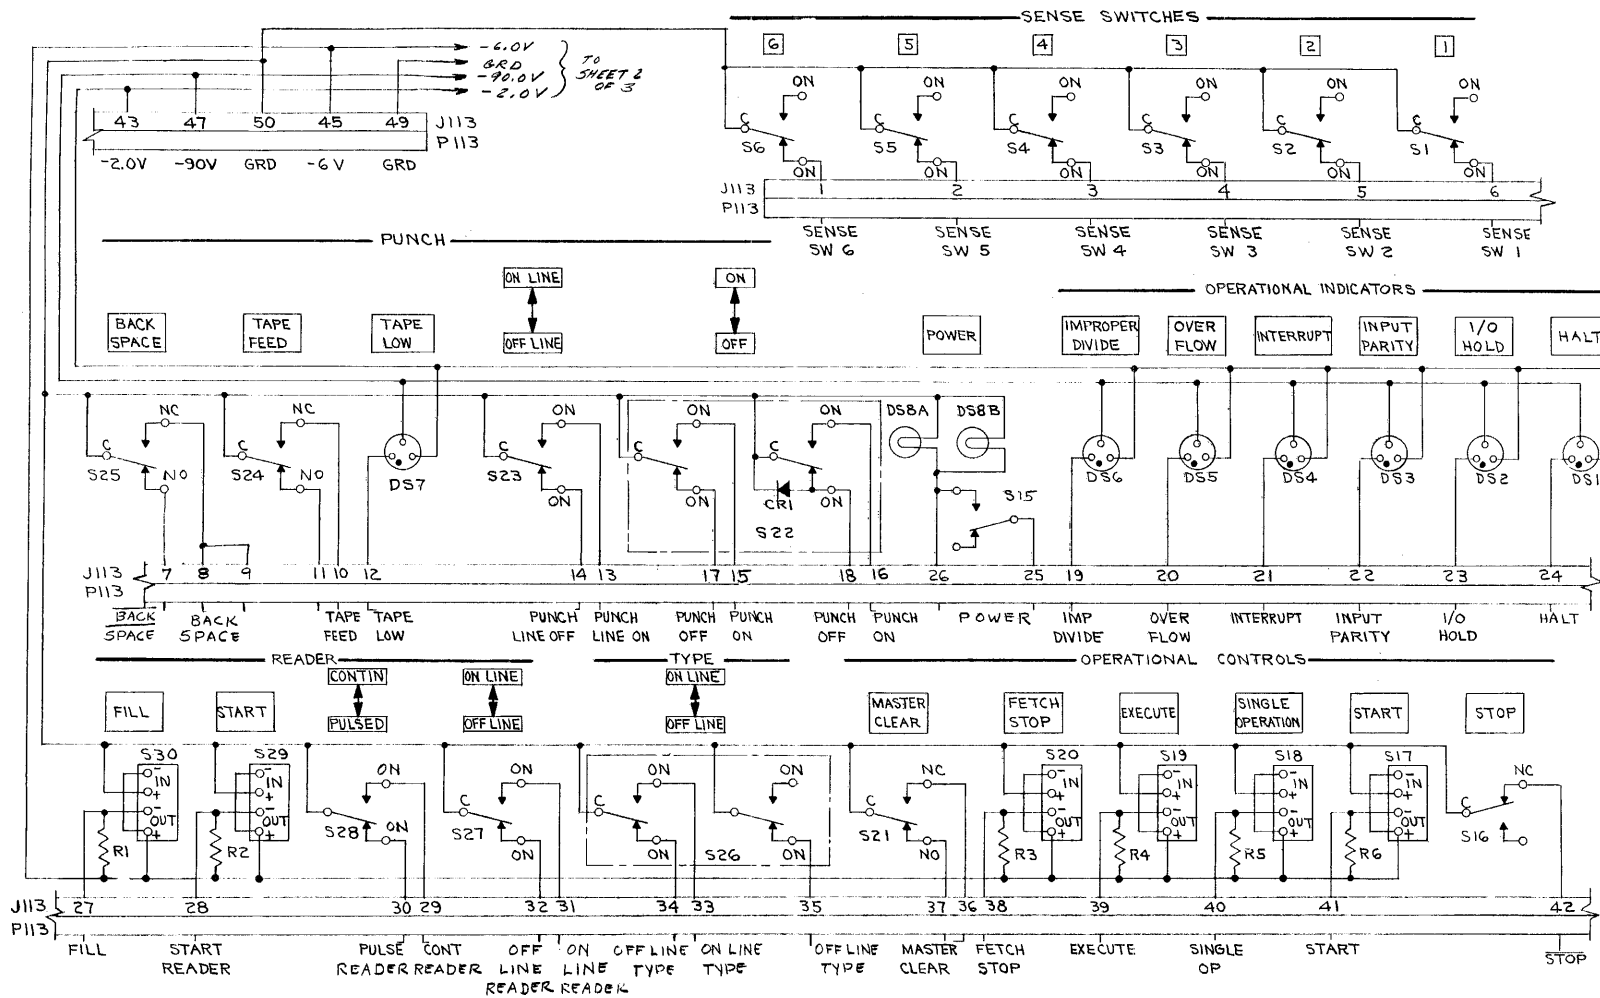 SENSE SWITCHES
6 5 4 3 2 1
-6.0V
GRD
-90.0V
-2.0V
TO
SHEET 2
OF 3
ON ON ON ON ON ON
C C C C C C
S6 S5 S4 S3 S2 S1
ON ON ON ON ON ON
43 47 50 45 49 J113
P113
-2.0V -90V GRD -6V GRD
J113 1 2 3 4 5 6
P113
SENSE SENSE SENSE SENSE SENSE SENSE
SW 6 SW 5 SW 4 SW 3 SW 2 SW 1
PUNCH
OPERATIONAL INDICATORS
BACK
SPACE
TAPE
FEED
TAPE
LOW
ON LINE
OFF LINE
ON
OFF
POWER
IMPROPER
DIVIDE
OVER
FLOW
INTERRUPT
INPUT
PARITY
I/O
HOLD
HALT
NC NC ON ON ON DS8A DS8B
C C C C C
S25 S24 DS7 S23 DS6 DS5 DS4 DS3 DS2 DS1
NO NO ON ON CR1 ON
S22 S15
J113 7 8 9 11 10 12 14 13 17 15 18 16 26 25 19 20 21 22 23 24
P113
BACK
SPACE
BACK
SPACE
TAPE
FEED
TAPE
LOW
PUNCH
LINE OFF
PUNCH
LINE ON
PUNCH
OFF
PUNCH
ON
PUNCH
OFF
PUNCH
ON
POWER
IMP
DIVIDE
OVER
FLOW
INTERRUPT
INPUT
PARITY
I/O
HOLD
HALT
READER TYPE OPERATIONAL CONTROLS
FILL
START
CONTIN
PULSED
ON LINE
OFF LINE
ON LINE
OFF LINE
MASTER
CLEAR
FETCH
STOP
EXECUTE
SINGLE
OPERATION
START
STOP
S30 S29 S20 S19 S18 S17
- - - - - -
IN IN IN IN IN IN
+ + + + + +
- - - - - -
OUT OUT OUT OUT OUT OUT
+ + + + + +
ON ON ON ON NC NC
C C C C
S28 S27 S26 S21 S16
ON ON ON ON NO
R1 R2 R3 R4 R5 R6
J113 27 28 30 29 32 31 34 33 35 37 36 38 39 40 41 42
P113
FILL
START
READER
PULSE
READER
CONT
READER
OFF
LINE
READER
ON
LINE
READER
OFF LINE
TYPE
ON LINE
TYPE
OFF LINE
TYPE
MASTER
CLEAR
FETCH
STOP
EXECUTE
SINGLE
OP
START
STOP